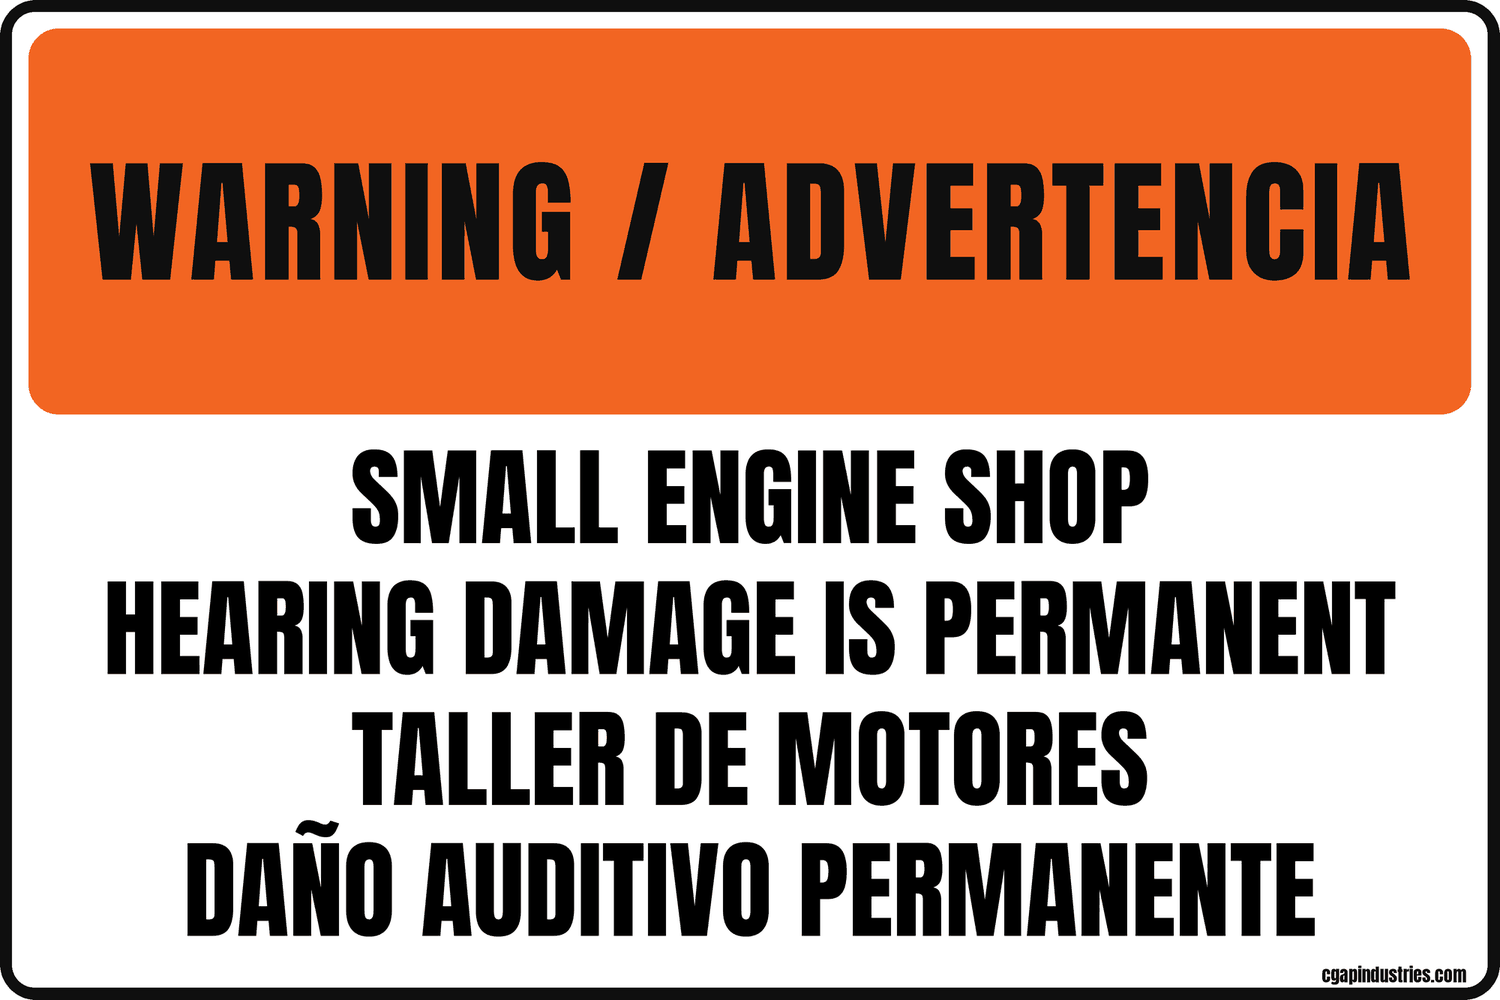 WARNING / ADVERTENCIA
SMALL ENGINE SHOP
HEARING DAMAGE IS PERMANENT
TALLER DE MOTORES
DAÑO AUDITIVO PERMANENTE
cgapindustries.com